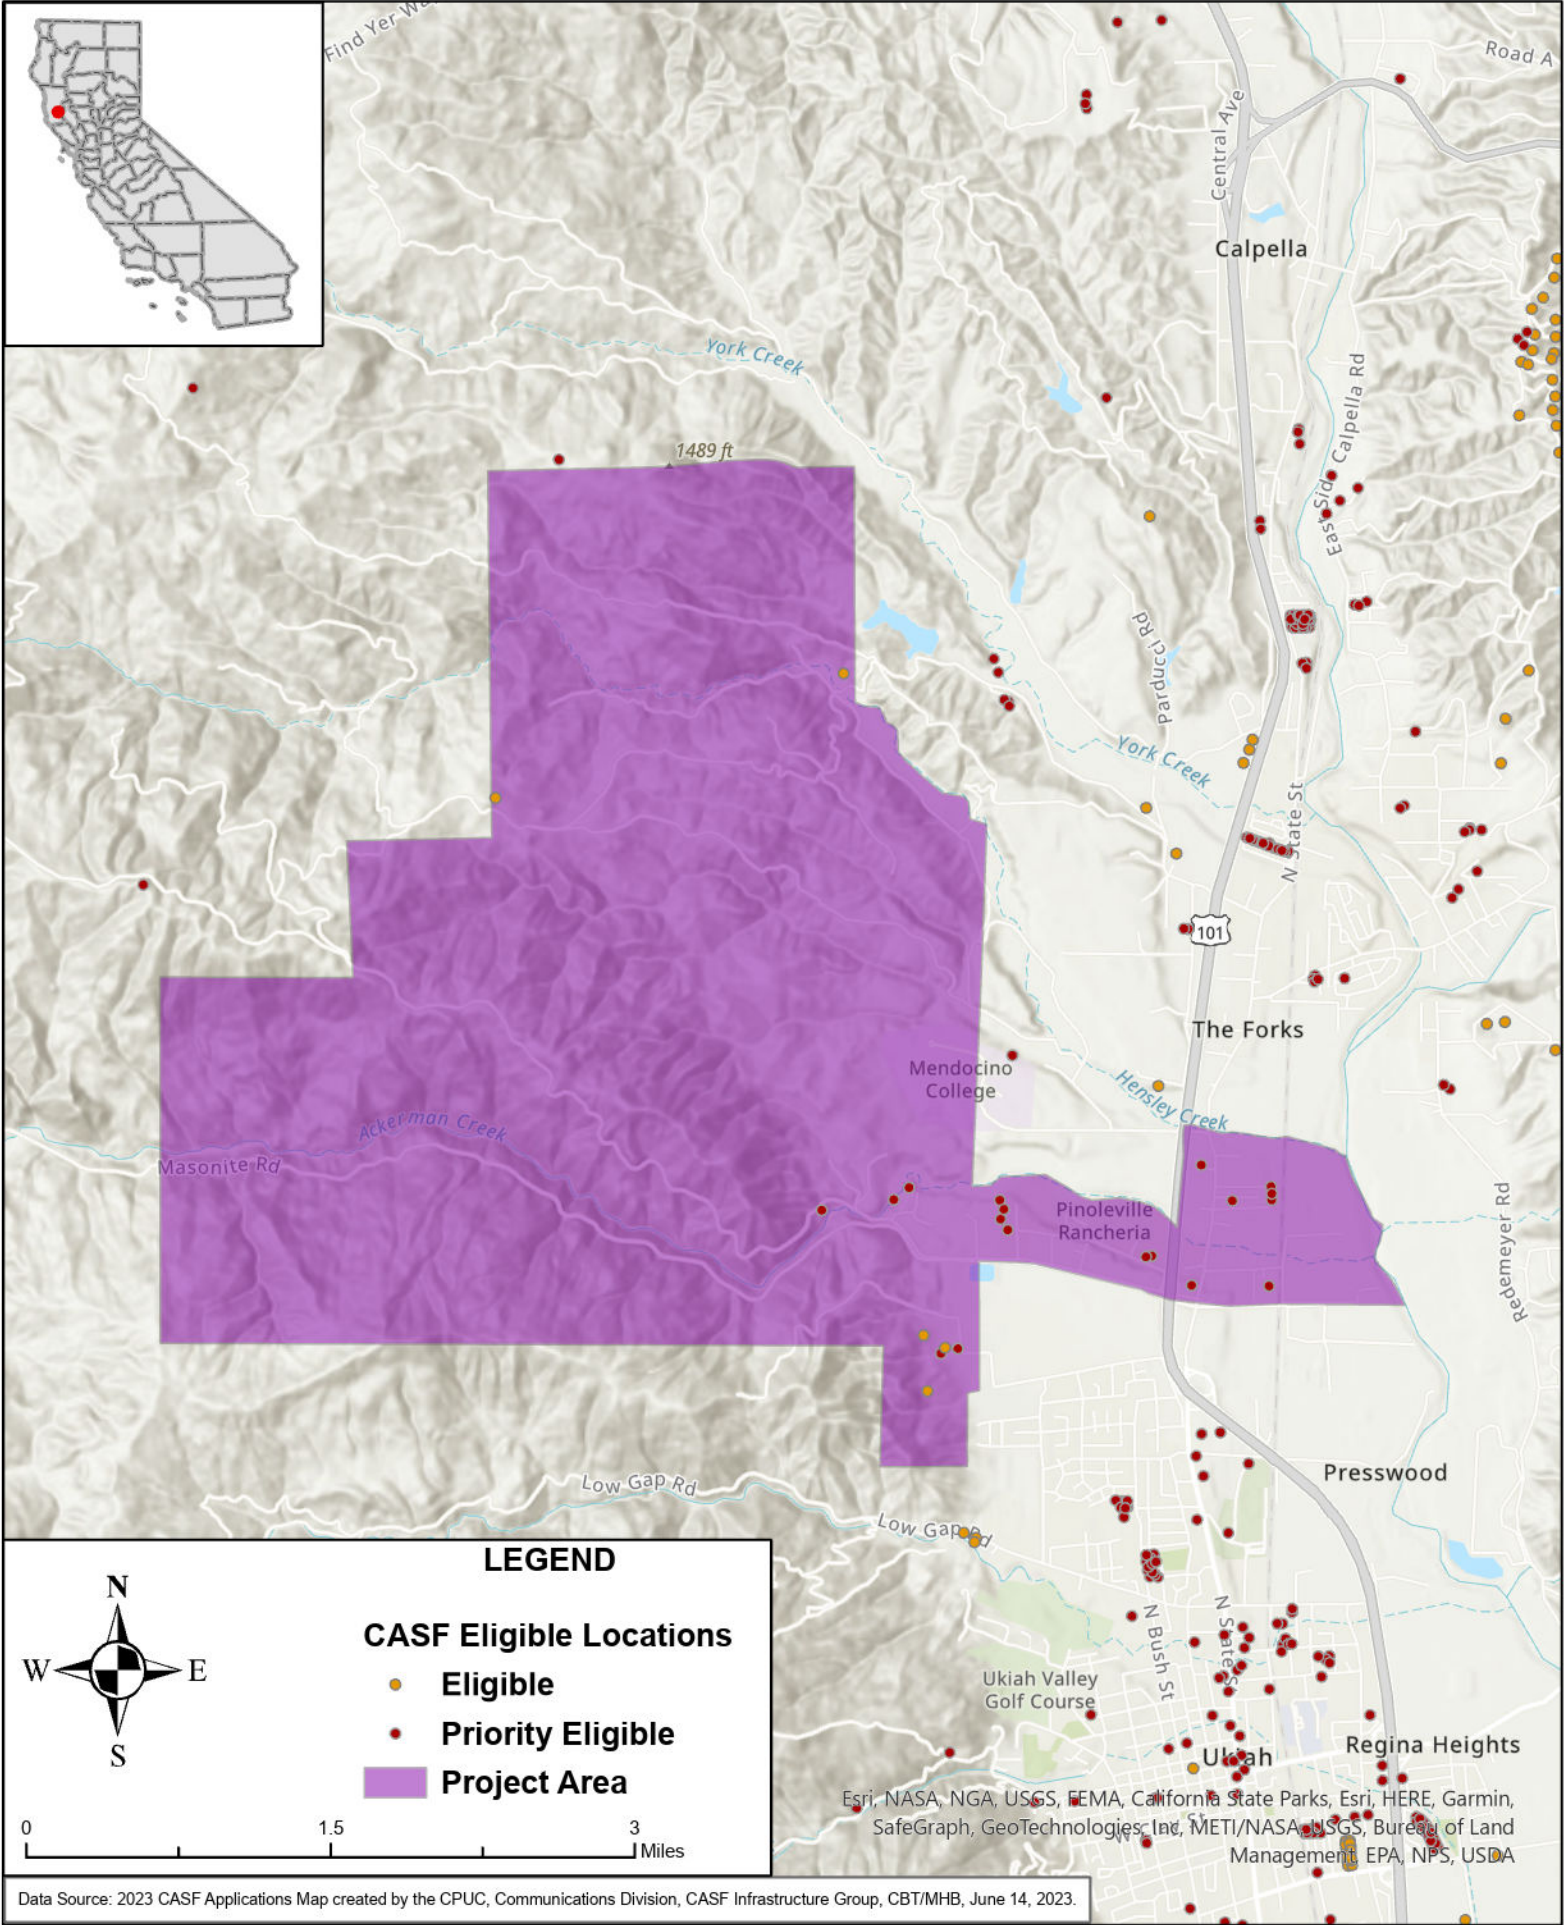 Find Yer Wa
Road A
Central Ave
Calpella
York Creek
East Sid Calpella Rd
1489 ft
Parducci Rd
York Creek
N State St
101
The Forks
Mendocino
College
Hensley Creek
Ackerman Creek
Masonite Rd
Pinoleville
Rancheria
Redemeyer Rd
Low Gap Rd
Presswood
Low Gap Rd
N Bush St
N State St
Ukiah Valley
Golf Course
Ukiah
Regina Heights
LEGEND
N
W E
S
CASF Eligible Locations
Eligible
Priority Eligible
Project Area
0 1.5 3
Miles
Esri, NASA, NGA, USGS, FEMA, California State Parks, Esri, HERE, Garmin,
SafeGraph, GeoTechnologies, Inc, METI/NASA, USGS, Bureau of Land
Management, EPA, NPS, USDA
Data Source: 2023 CASF Applications Map created by the CPUC, Communications Division, CASF Infrastructure Group, CBT/MHB, June 14, 2023.